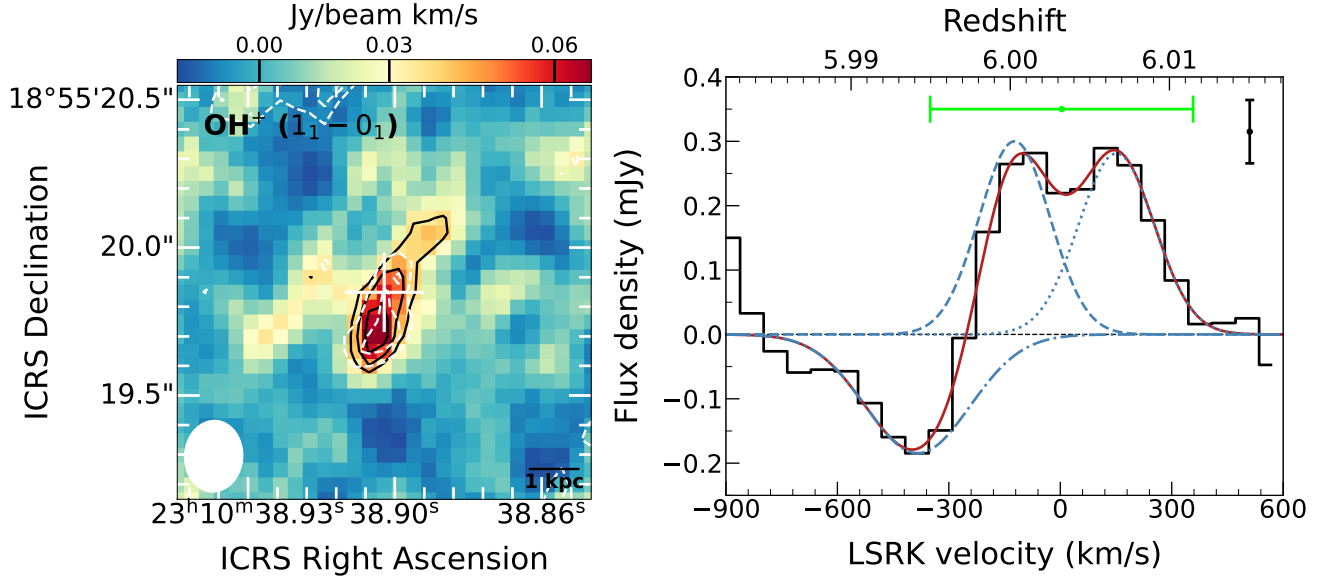 Jy/beam km/s
0.00 0.03 0.06
OH⁺ (1₁ − 0₁)
18°55'20.5"
20.0"
19.5"
ICRS Declination
1 kpc
23ʰ10ᵐ38.93ˢ 38.90ˢ 38.86ˢ
ICRS Right Ascension
Redshift
5.99 6.00 6.01
0.4
0.3
0.2
0.1
0.0
−0.1
−0.2
Flux density (mJy)
−900 −600 −300 0 300 600
LSRK velocity (km/s)